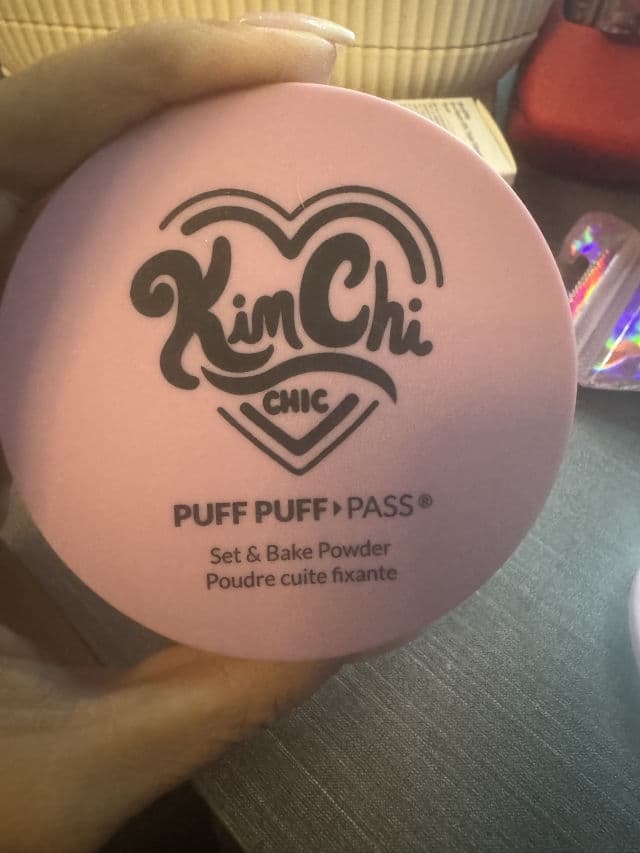 KimChi
CHIC
PUFF PUFF▸PASS®
Set & Bake Powder
Poudre cuite fixante